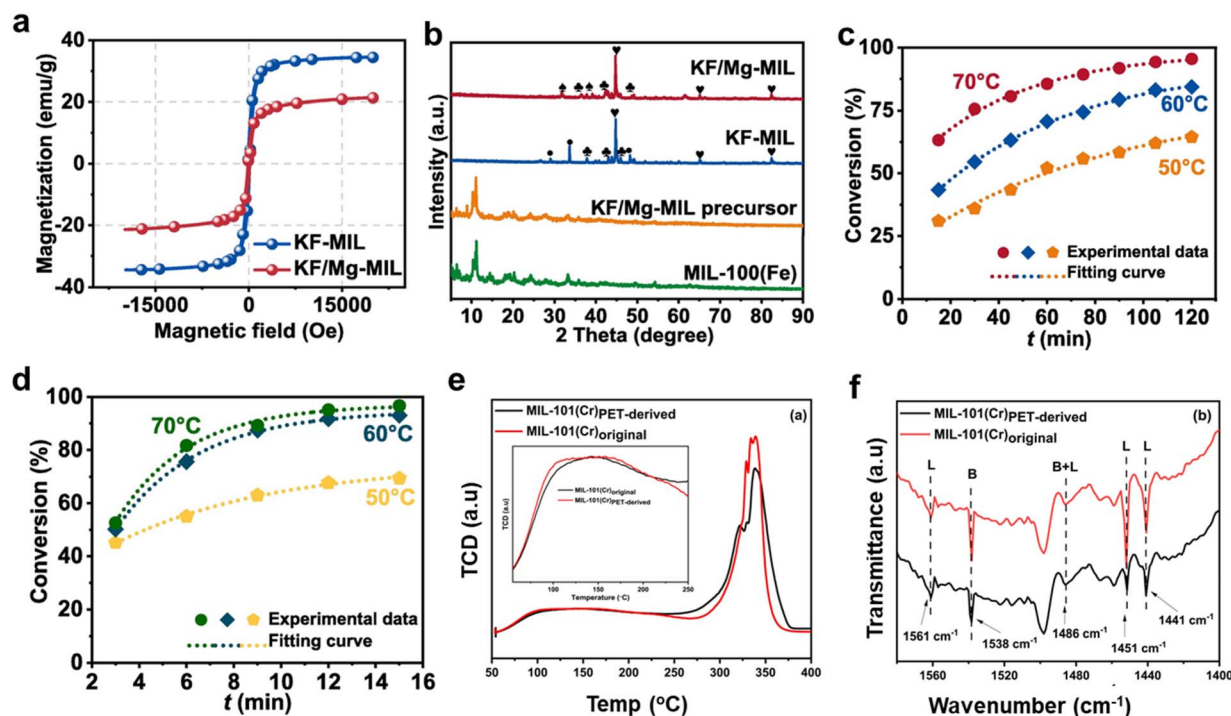 a
Magnetization (emu/g)
40
20
0
-20
-40
-15000
0
15000
Magnetic field (Oe)
KF-MIL
KF/Mg-MIL
b
Intensity (a.u.)
KF/Mg-MIL
KF-MIL
KF/Mg-MIL precursor
MIL-100(Fe)
10 20 30 40 50 60 70 80 90
2 Theta (degree)
c
Conversion (%)
100
75
50
25
0
70°C
60°C
50°C
Experimental data
Fitting curve
0 20 40 60 80 100 120
t (min)
d
Conversion (%)
100
80
60
40
20
0
70°C
60°C
50°C
Experimental data
Fitting curve
2 4 6 8 10 12 14 16
t (min)
e
(a)
MIL-101(Cr)PET-derived
MIL-101(Cr)original
TCD (a.u)
TCD (a.u)
MIL-101(Cr)original
MIL-101(Cr)PET-derived
100 150 200 250
Temperature (°C)
50 100 150 200 250 300 350 400
Temp (°C)
f
(b)
MIL-101(Cr)PET-derived
MIL-101(Cr)original
Transmittance (a.u)
L
B
B+L
L
L
1561 cm-1
1538 cm-1
1486 cm-1
1451 cm-1
1441 cm-1
1560 1520 1480 1440 1400
Wavenumber (cm-1)